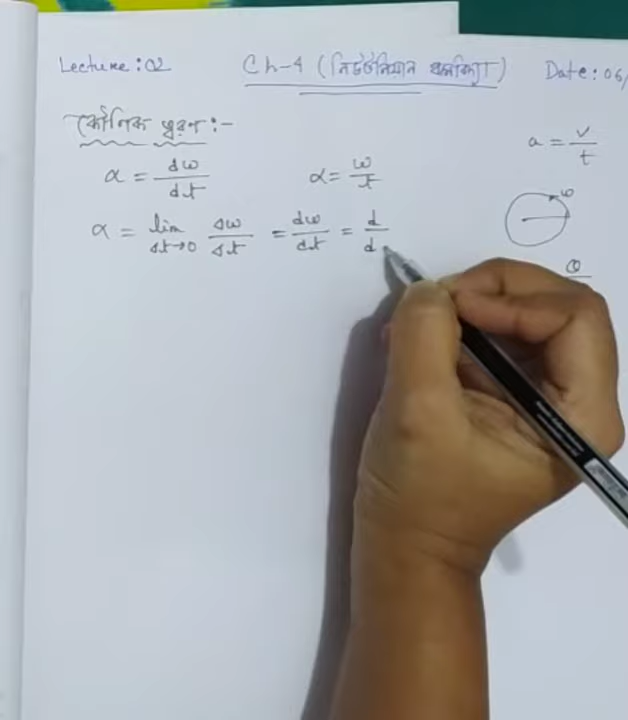 Lecture: 02 Ch-4 (নিউটনিয়ান বলবিদ্যা) Date: 06/
কৌণিক ত্বরণ :-
α = dω/dt α = ω/t a = v/t
ω
α = lim Δt→0 Δω/Δt = dω/dt = d/d
θ